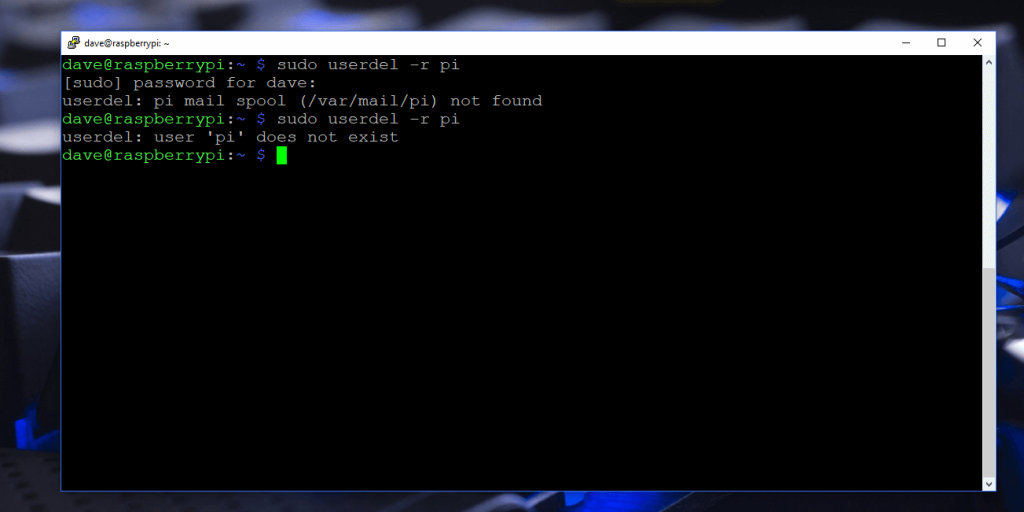 dave@raspberrypi: ~
dave@raspberrypi:~ $ sudo userdel -r pi
[sudo] password for dave:
userdel: pi mail spool (/var/mail/pi) not found
dave@raspberrypi:~ $ sudo userdel -r pi
userdel: user 'pi' does not exist
dave@raspberrypi:~ $